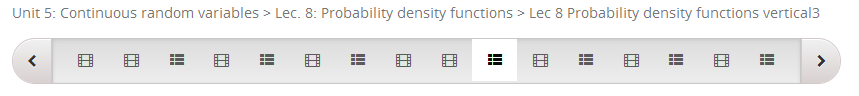 Unit 5: Continuous random variables > Lec. 8: Probability density functions > Lec 8 Probability density functions vertical3